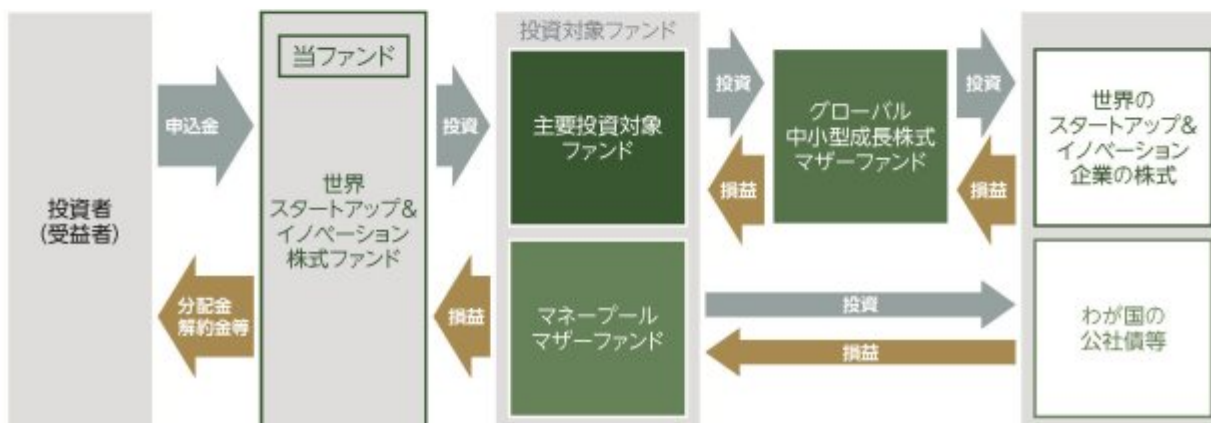 投資者
(受益者)
申込金
分配金
解約金等
当ファンド
世界
スタートアップ&
イノベーション
株式ファンド
投資
損益
投資対象ファンド
主要投資対象
ファンド
マネープール
マザーファンド
投資
損益
グローバル
中小型成長株式
マザーファンド
投資
損益
投資
損益
世界の
スタートアップ&
イノベーション
企業の株式
わが国の
公社債等